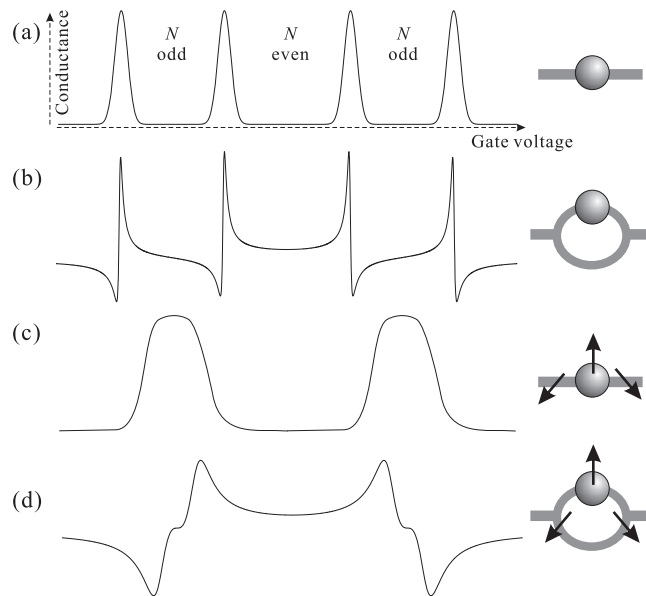 (a)
Conductance
N
odd
N
even
N
odd
Gate voltage
(b)
(c)
(d)